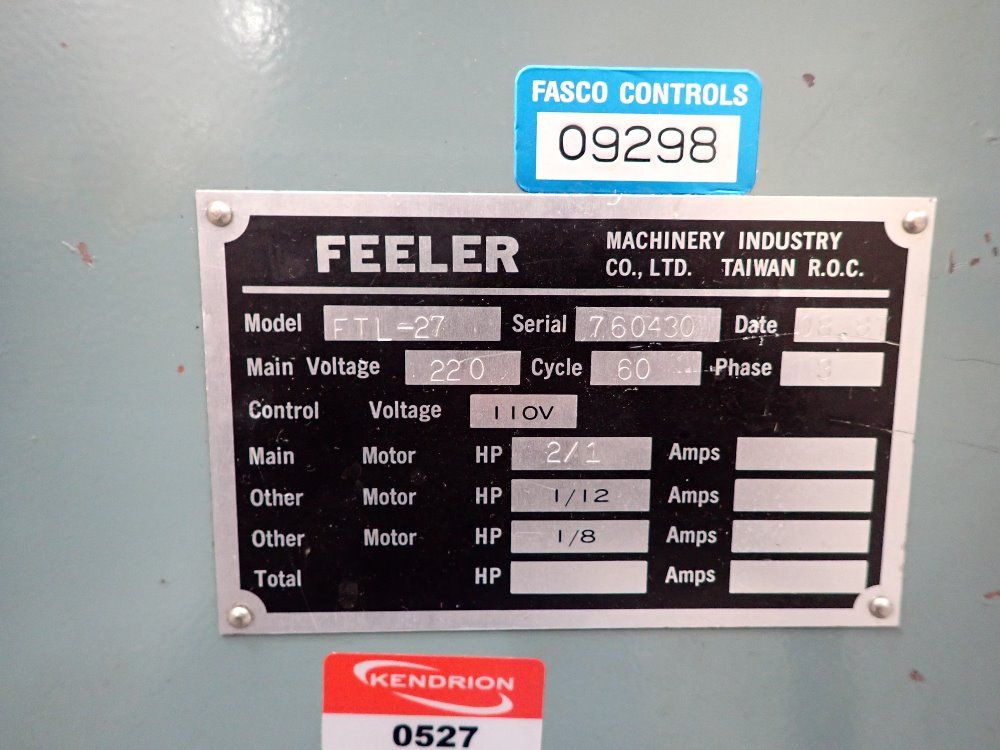 FASCO CONTROLS
09298
FEELER MACHINERY INDUSTRY
CO., LTD. TAIWAN R.O.C.
Model FTL-27 Serial 760430 Date
Main Voltage 220 Cycle 60 Phase 3
Control Voltage 110V
Main Motor HP 2/1 Amps
Other Motor HP 1/12 Amps
Other Motor HP 1/8 Amps
Total HP Amps
KENDRION
0527